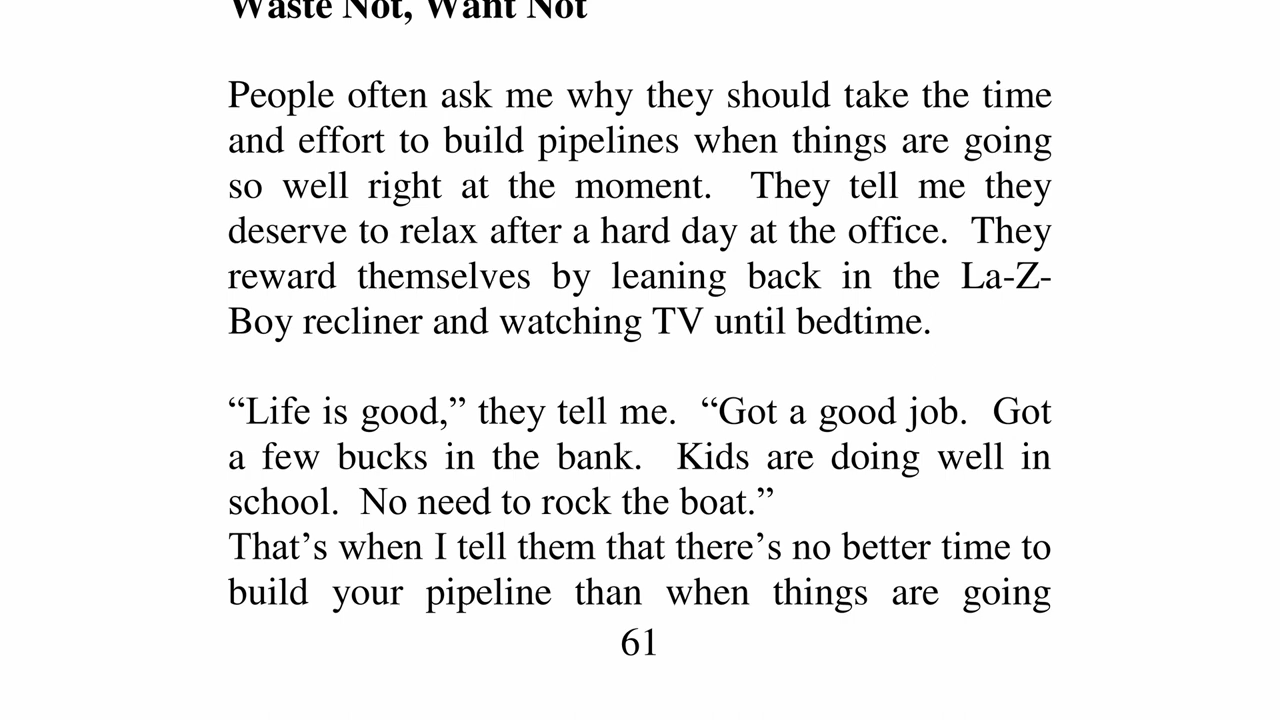 Waste Not, Want Not
People often ask me why they should take the time
and effort to build pipelines when things are going
so well right at the moment.  They tell me they
deserve to relax after a hard day at the office.  They
reward themselves by leaning back in the La-Z-
Boy recliner and watching TV until bedtime.
“Life is good,” they tell me.  “Got a good job.  Got
a few bucks in the bank.  Kids are doing well in
school.  No need to rock the boat.”
That’s when I tell them that there’s no better time to
build your pipeline than when things are going
61